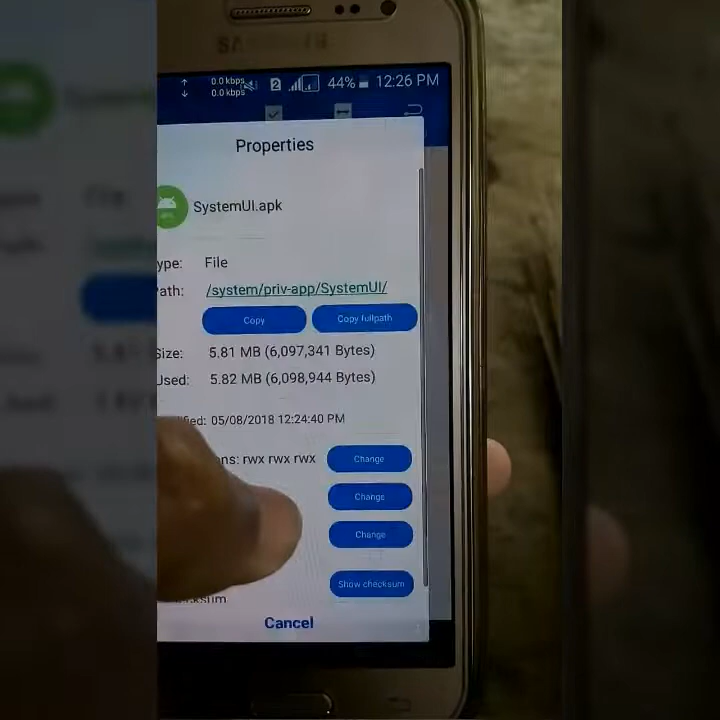 SAMSUNG
0.0 kbps
0.0 kbps
2
44%
12:26 PM
Properties
SystemUI.apk
ype: File
ath: /system/priv-app/SystemUI/
Copy
Copy fullpath
Size: 5.81 MB (6,097,341 Bytes)
Used: 5.82 MB (6,098,944 Bytes)
fied: 05/08/2018 12:24:40 PM
ons: rwx rwx rwx
Change
Change
Change
Show checksum
Cancel